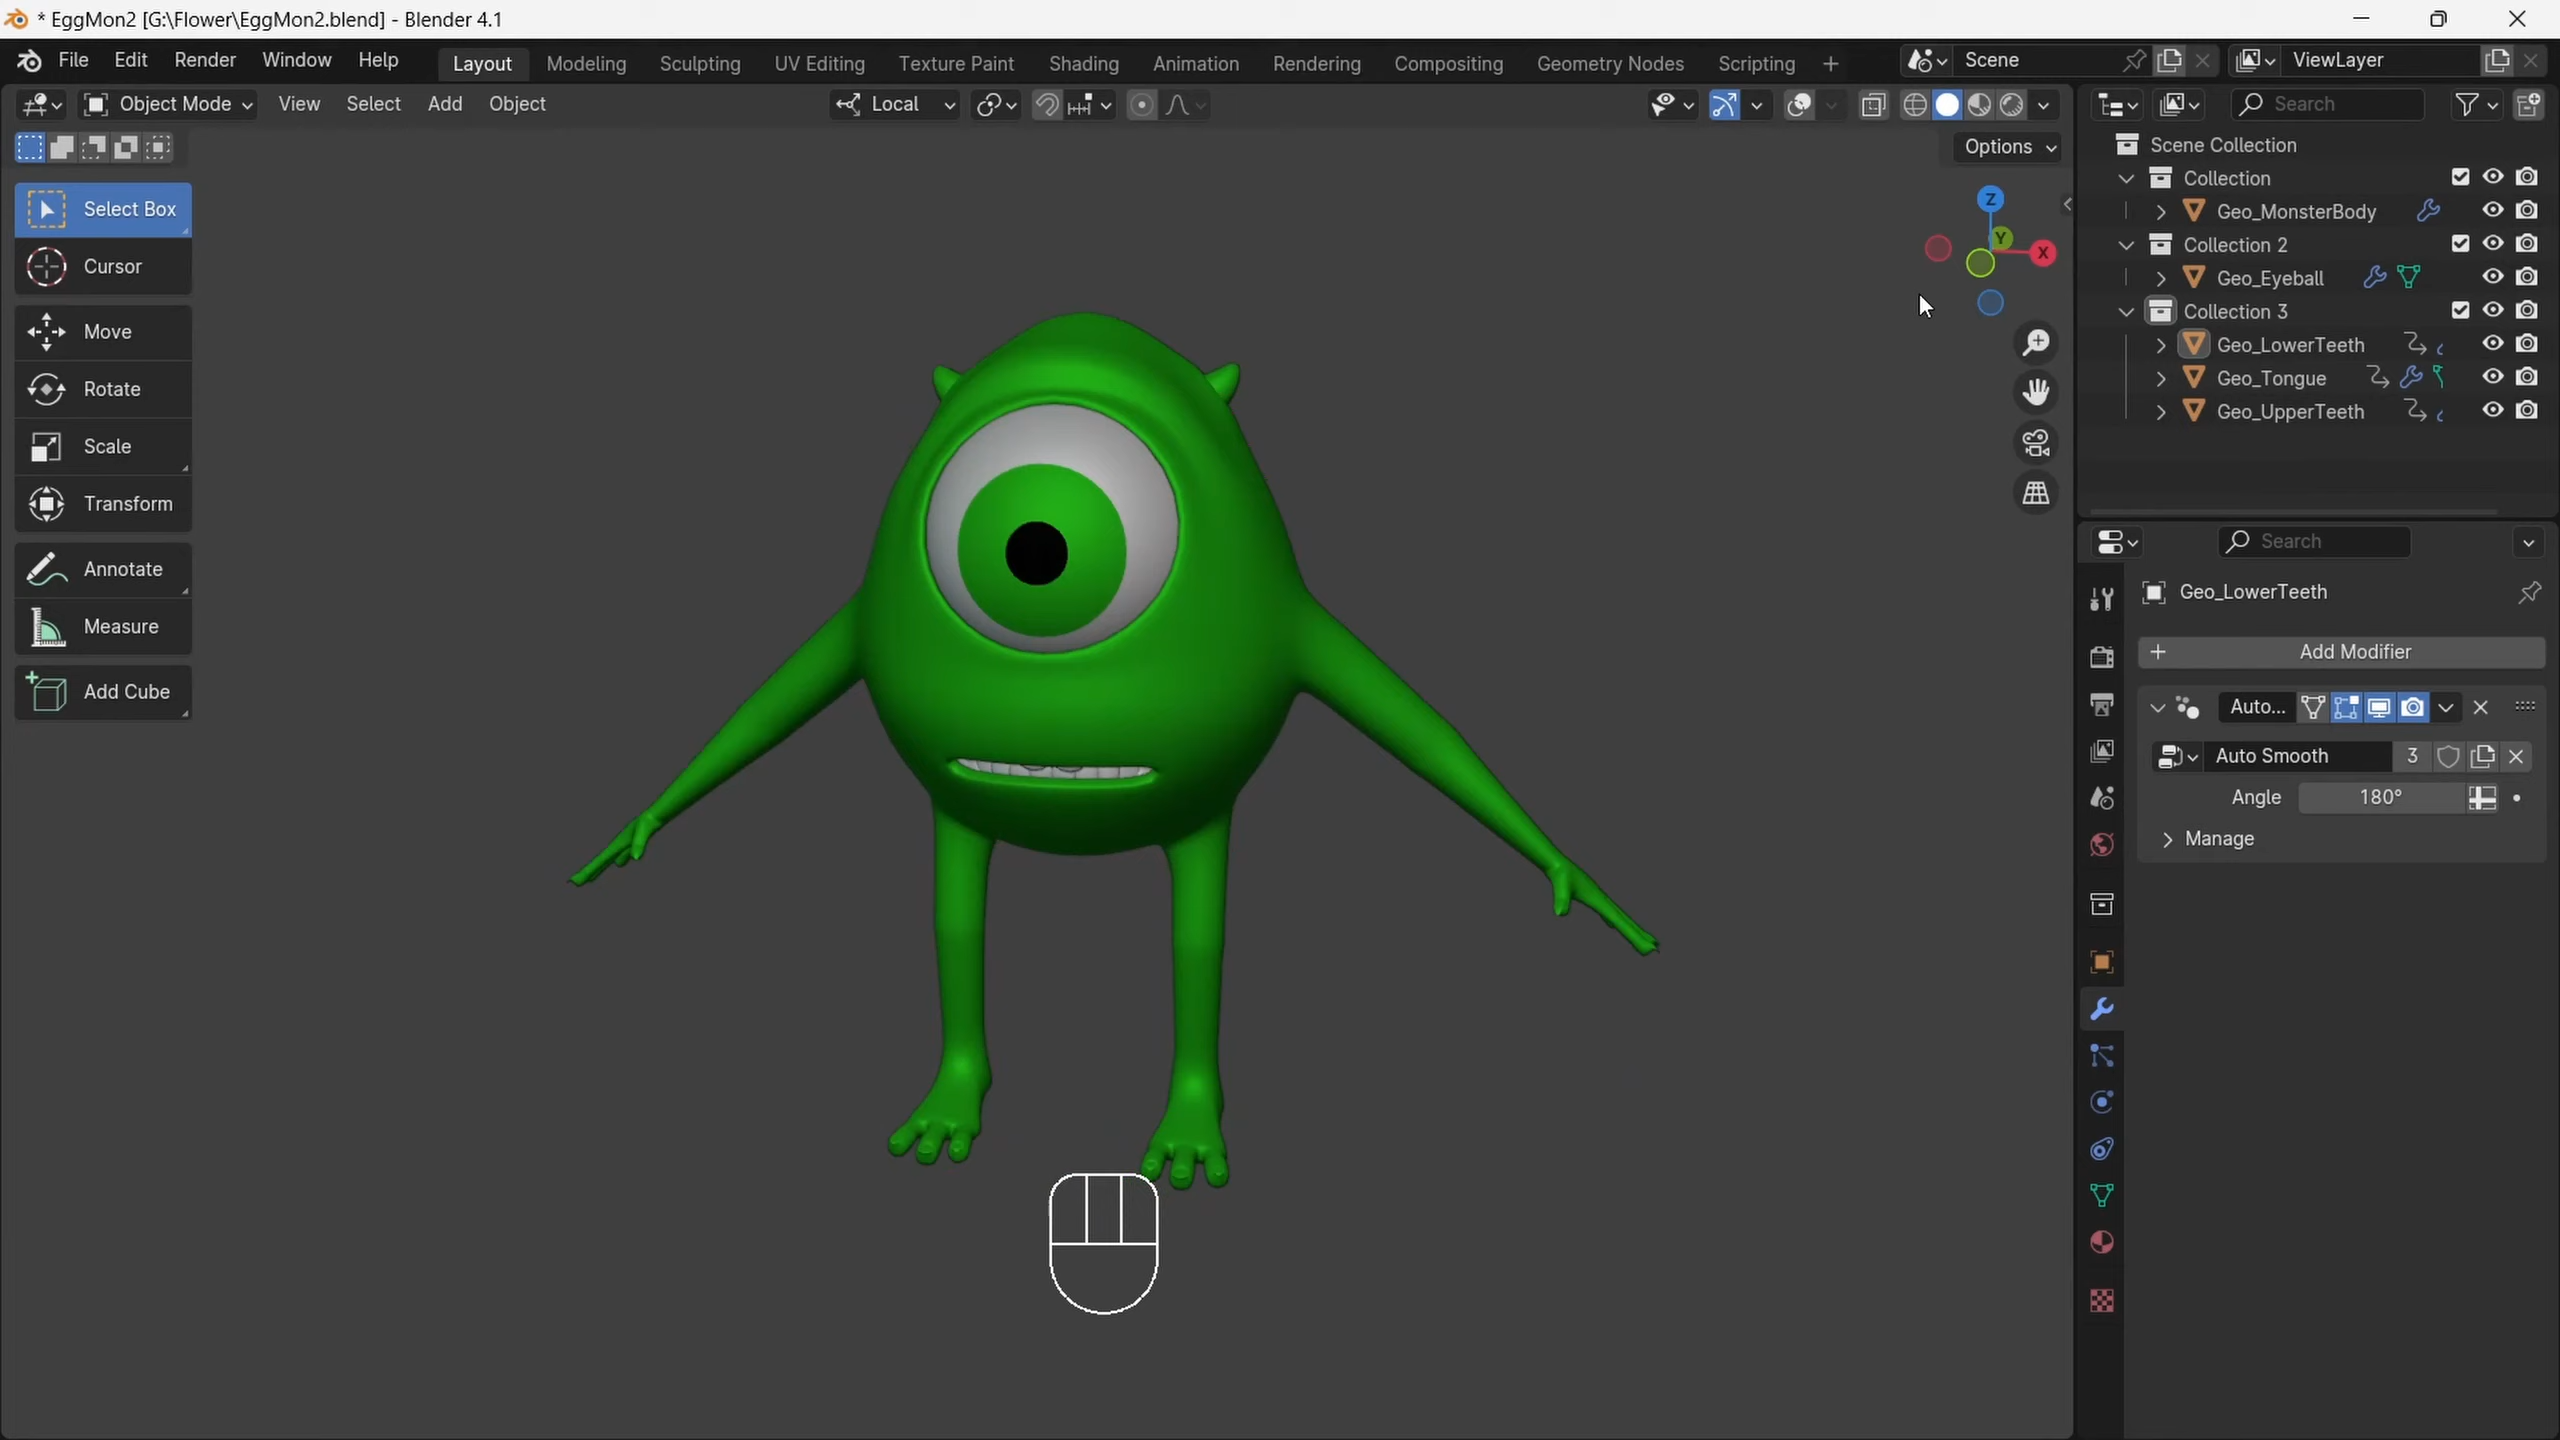 * EggMon2 [G:\Flower\EggMon2.blend] - Blender 4.1
File Edit Render Window Help Layout Modeling Sculpting UV Editing Texture Paint Shading Animation Rendering Compositing Geometry Nodes Scripting + Scene ViewLayer
Object Mode View Select Add Object Local Search
Options
Select Box
Cursor
Move
Rotate
Scale
Transform
Annotate
Measure
Add Cube
Z
Y
X
Scene Collection
Collection
Geo_MonsterBody
Collection 2
Geo_Eyeball
Collection 3
Geo_LowerTeeth
Geo_Tongue
Geo_UpperTeeth
Search
Geo_LowerTeeth
+ Add Modifier
Auto...
Auto Smooth 3
Angle 180°
Manage